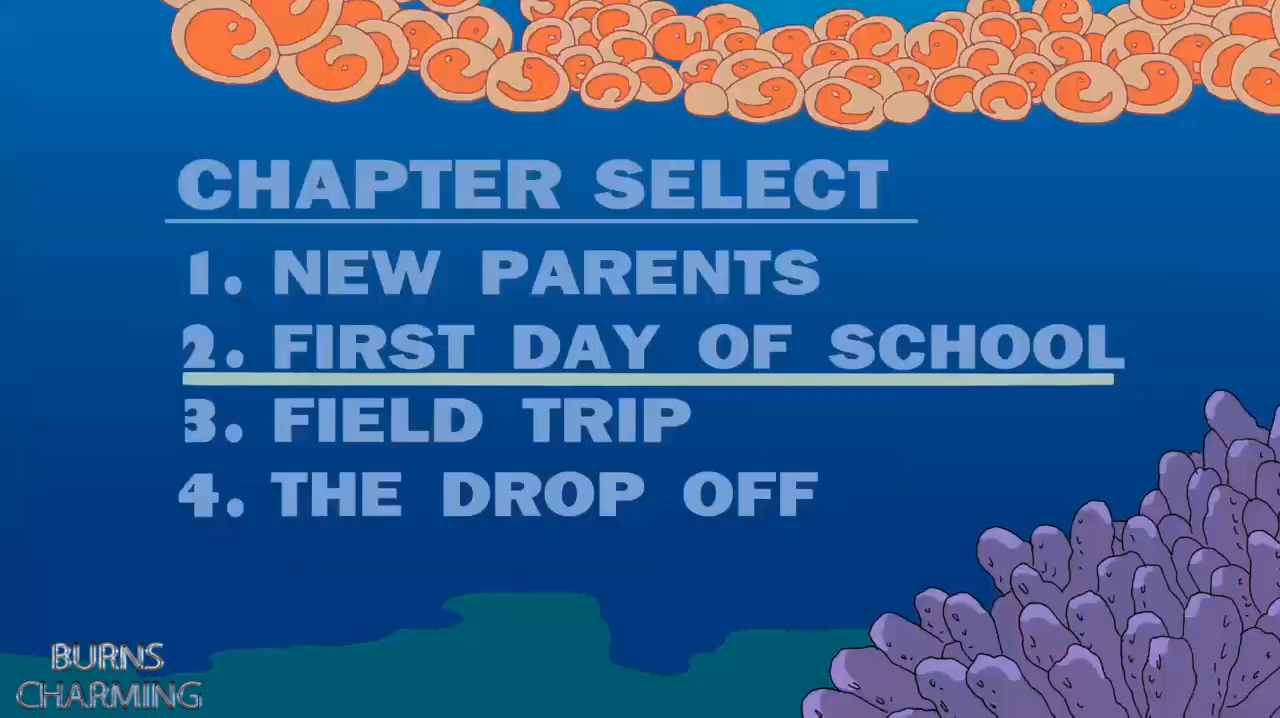 CHAPTER SELECT
1. NEW PARENTS
2. FIRST DAY OF SCHOOL
3. FIELD TRIP
4. THE DROP OFF
BURNS
CHARMING